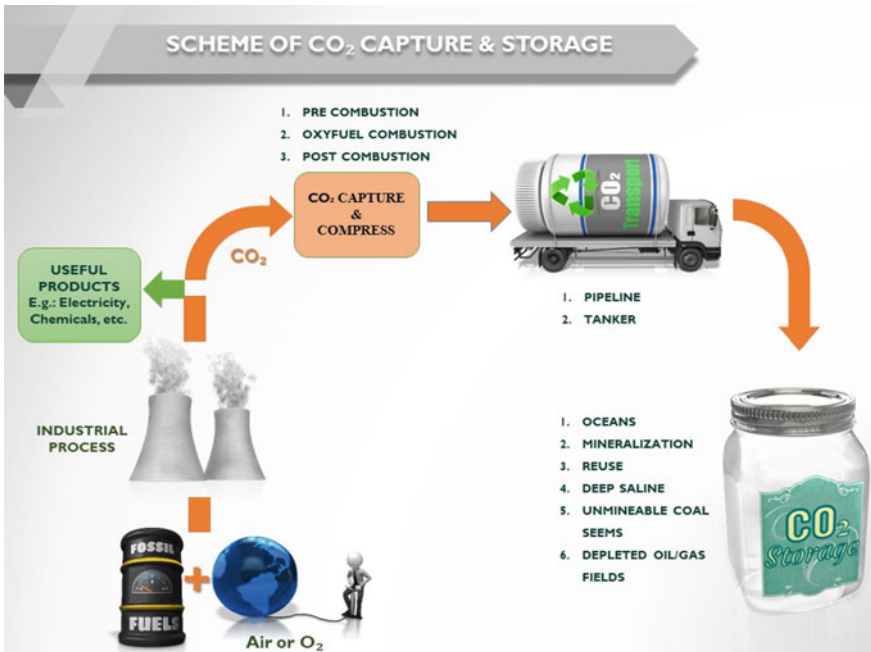 SCHEME OF CO₂ CAPTURE & STORAGE
1. PRE COMBUSTION
2. OXYFUEL COMBUSTION
3. POST COMBUSTION
CO₂ CAPTURE
&
COMPRESS
CO₂
Transport
CO₂
USEFUL
PRODUCTS
E.g.: Electricity,
Chemicals, etc.
1. PIPELINE
2. TANKER
INDUSTRIAL
PROCESS
1. OCEANS
2. MINERALIZATION
3. REUSE
4. DEEP SALINE
5. UNMINEABLE COAL
SEEMS
6. DEPLETED OIL/GAS
FIELDS
CO₂
Storage
FOSSIL
FUELS
+
Air or O₂